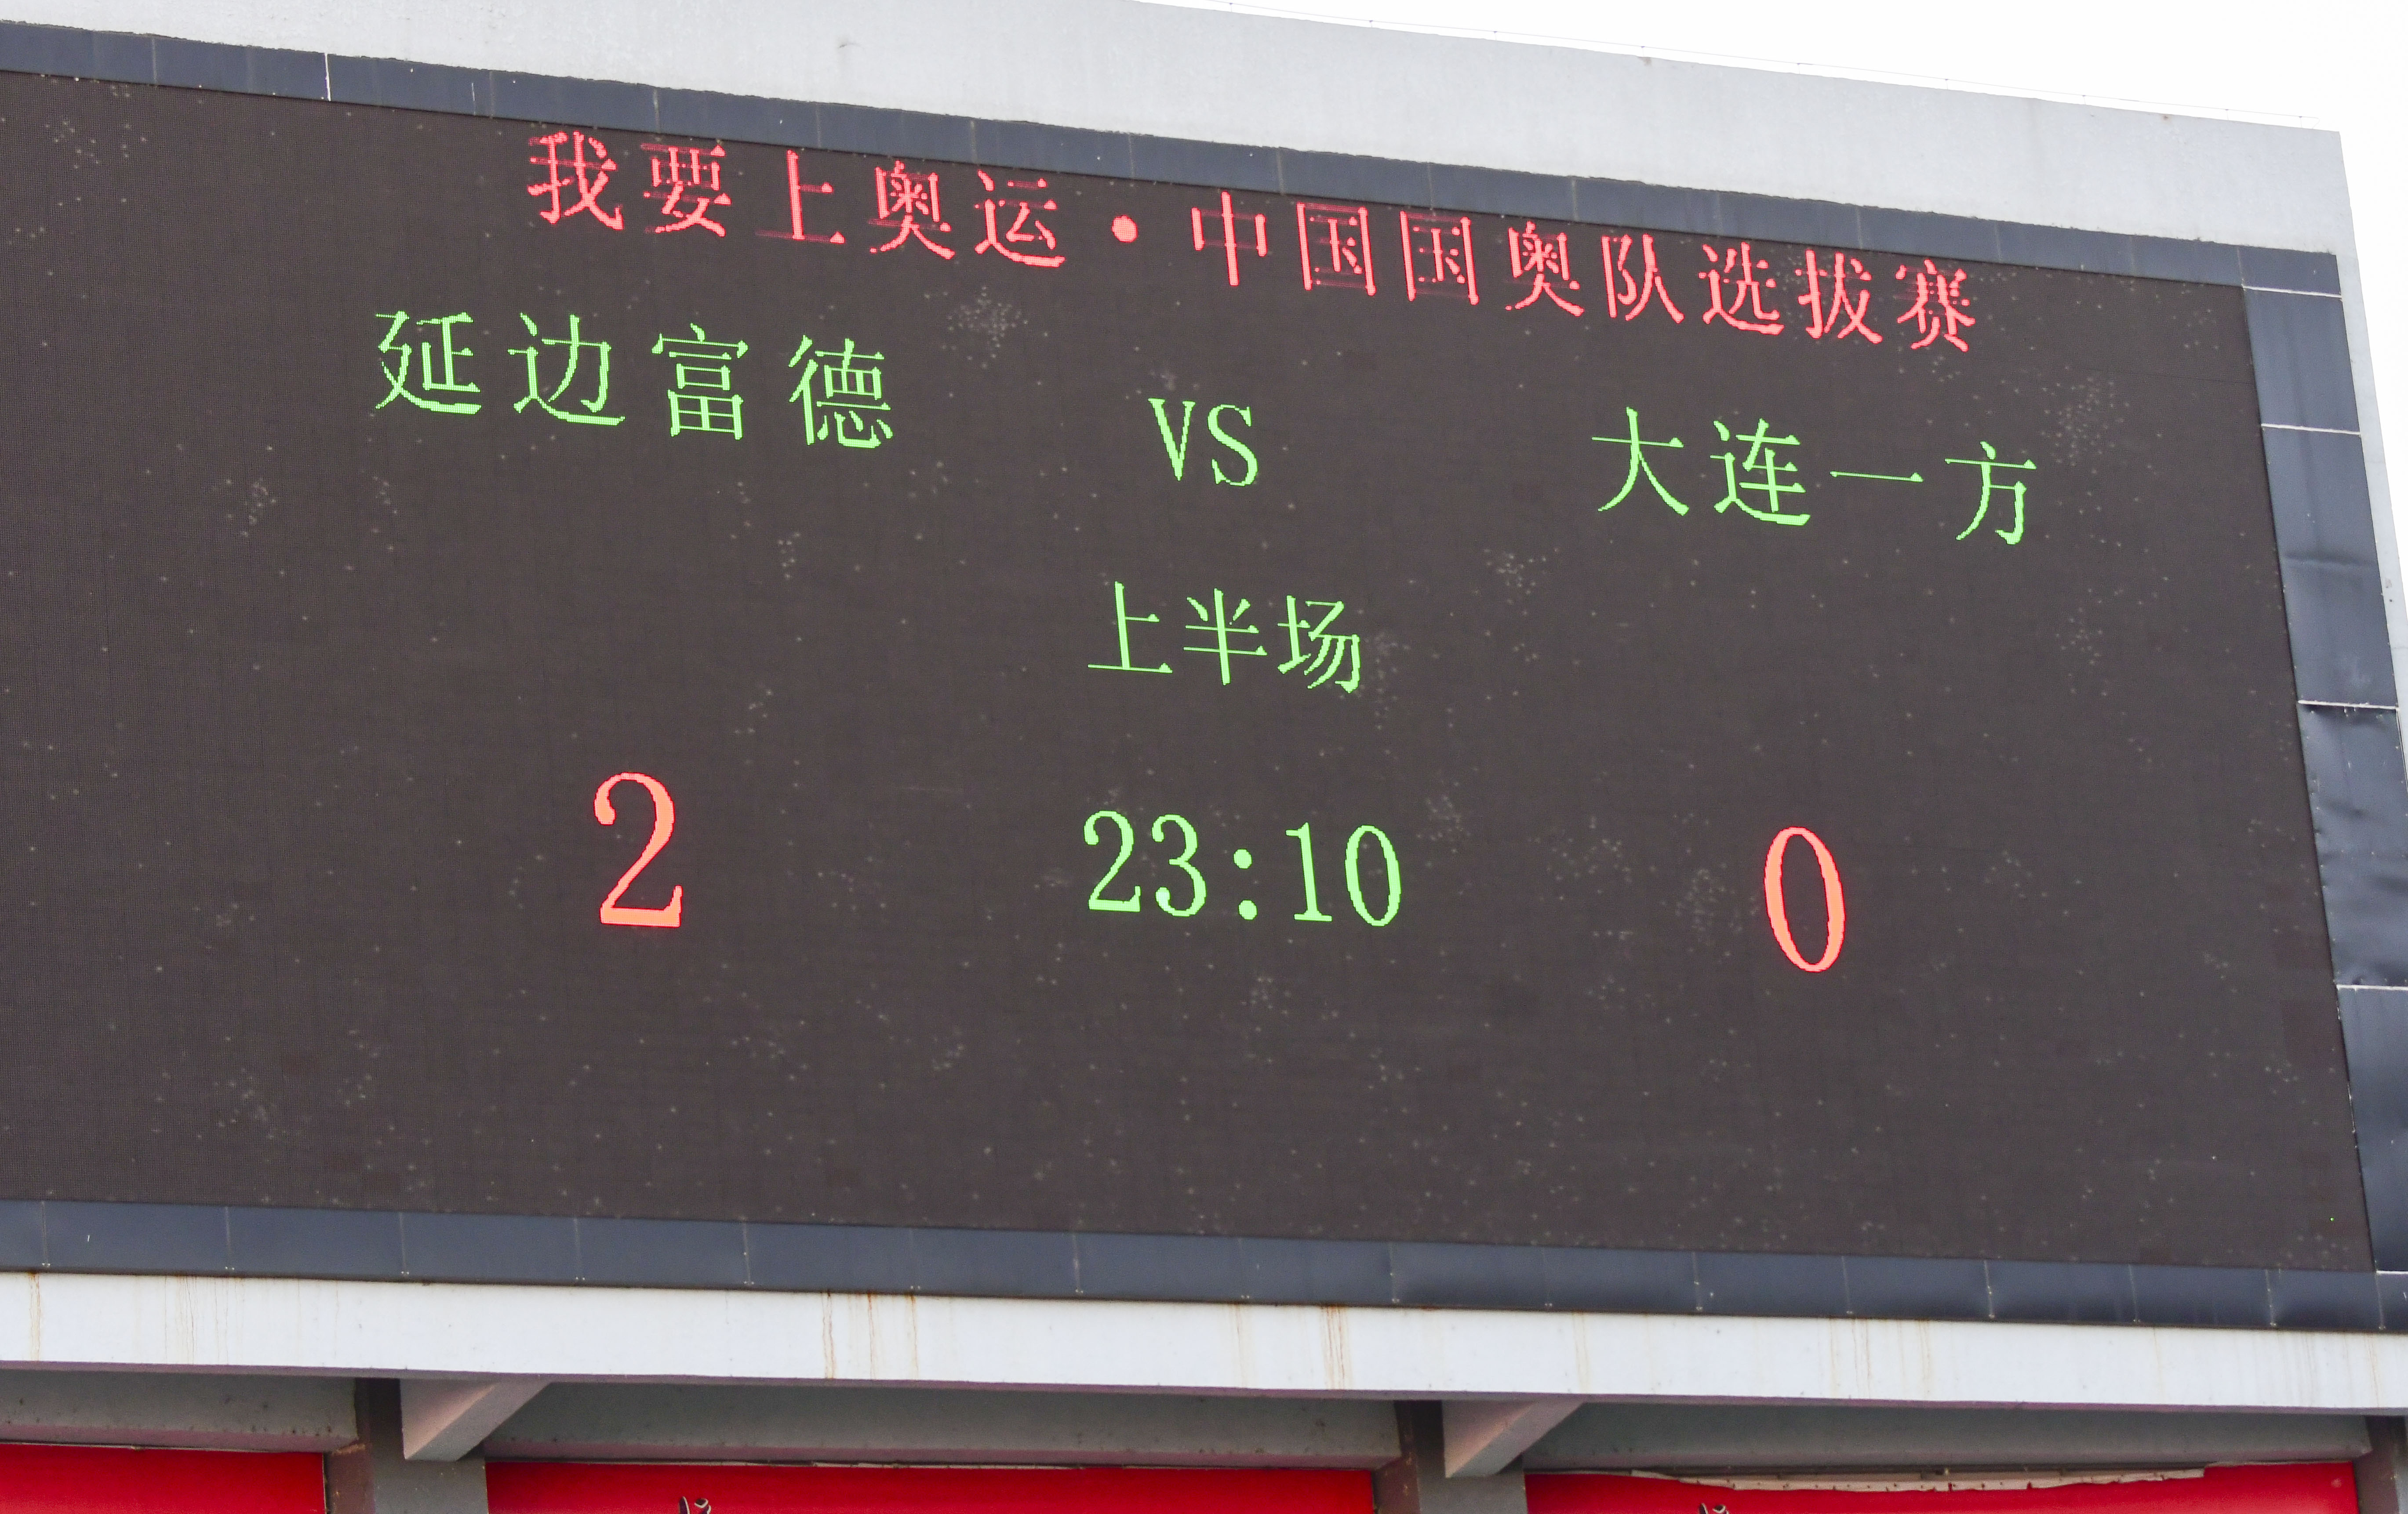 我要上奥运·中国国奥队选拔赛
延边富德 VS 大连一方
上半场
2 23:10 0